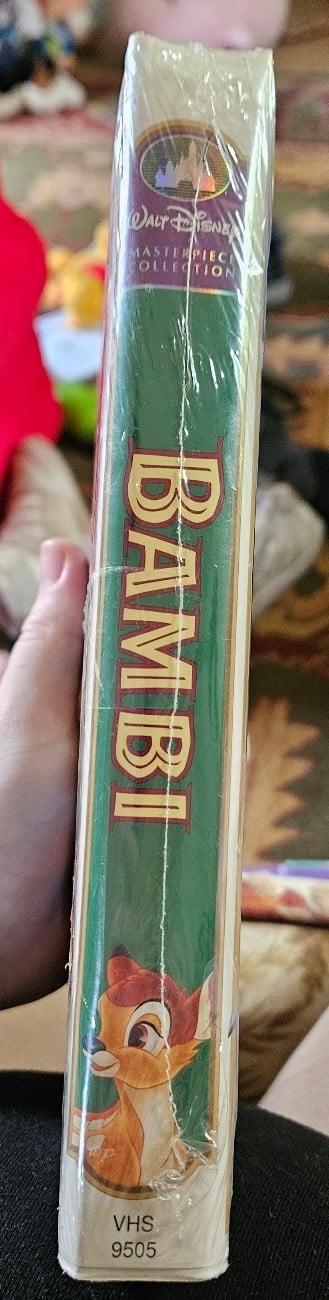 WALT DISNEY
MASTERPIECE
COLLECTION
BAMBI
VHS
9505